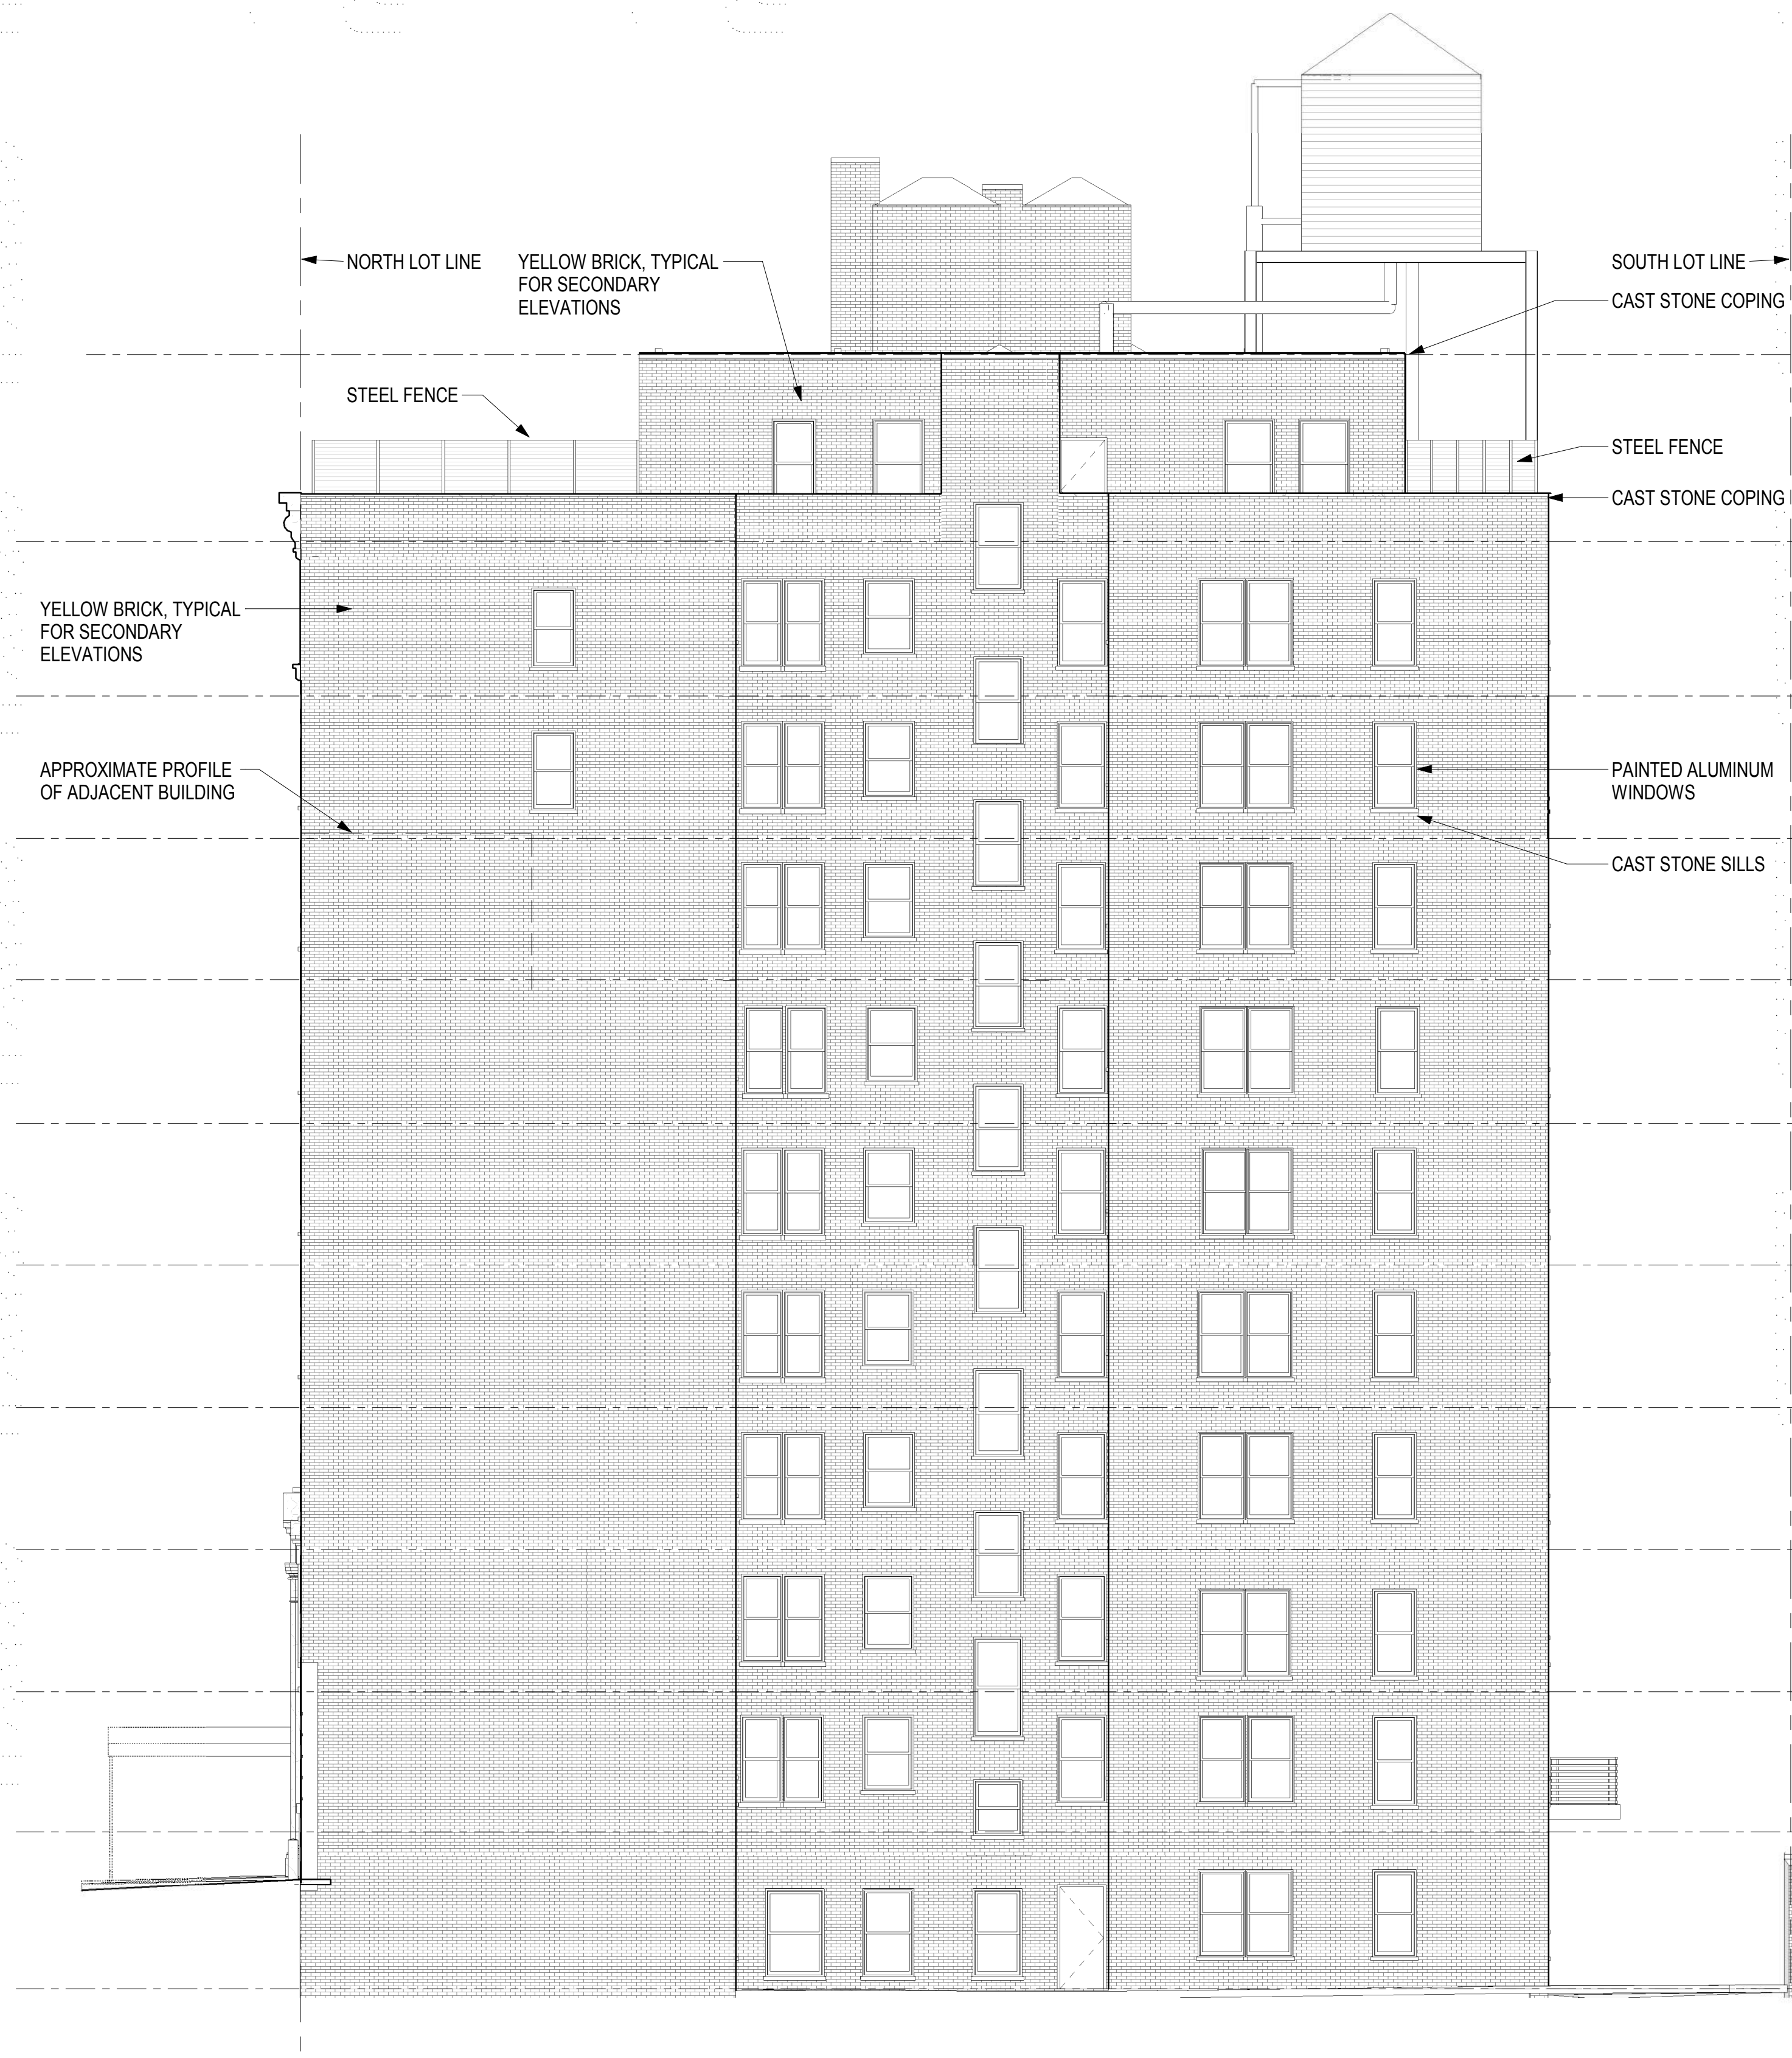 NORTH LOT LINE
YELLOW BRICK, TYPICAL
FOR SECONDARY
ELEVATIONS
SOUTH LOT LINE
CAST STONE COPING
STEEL FENCE
STEEL FENCE
CAST STONE COPING
YELLOW BRICK, TYPICAL
FOR SECONDARY
ELEVATIONS
APPROXIMATE PROFILE
OF ADJACENT BUILDING
PAINTED ALUMINUM
WINDOWS
CAST STONE SILLS